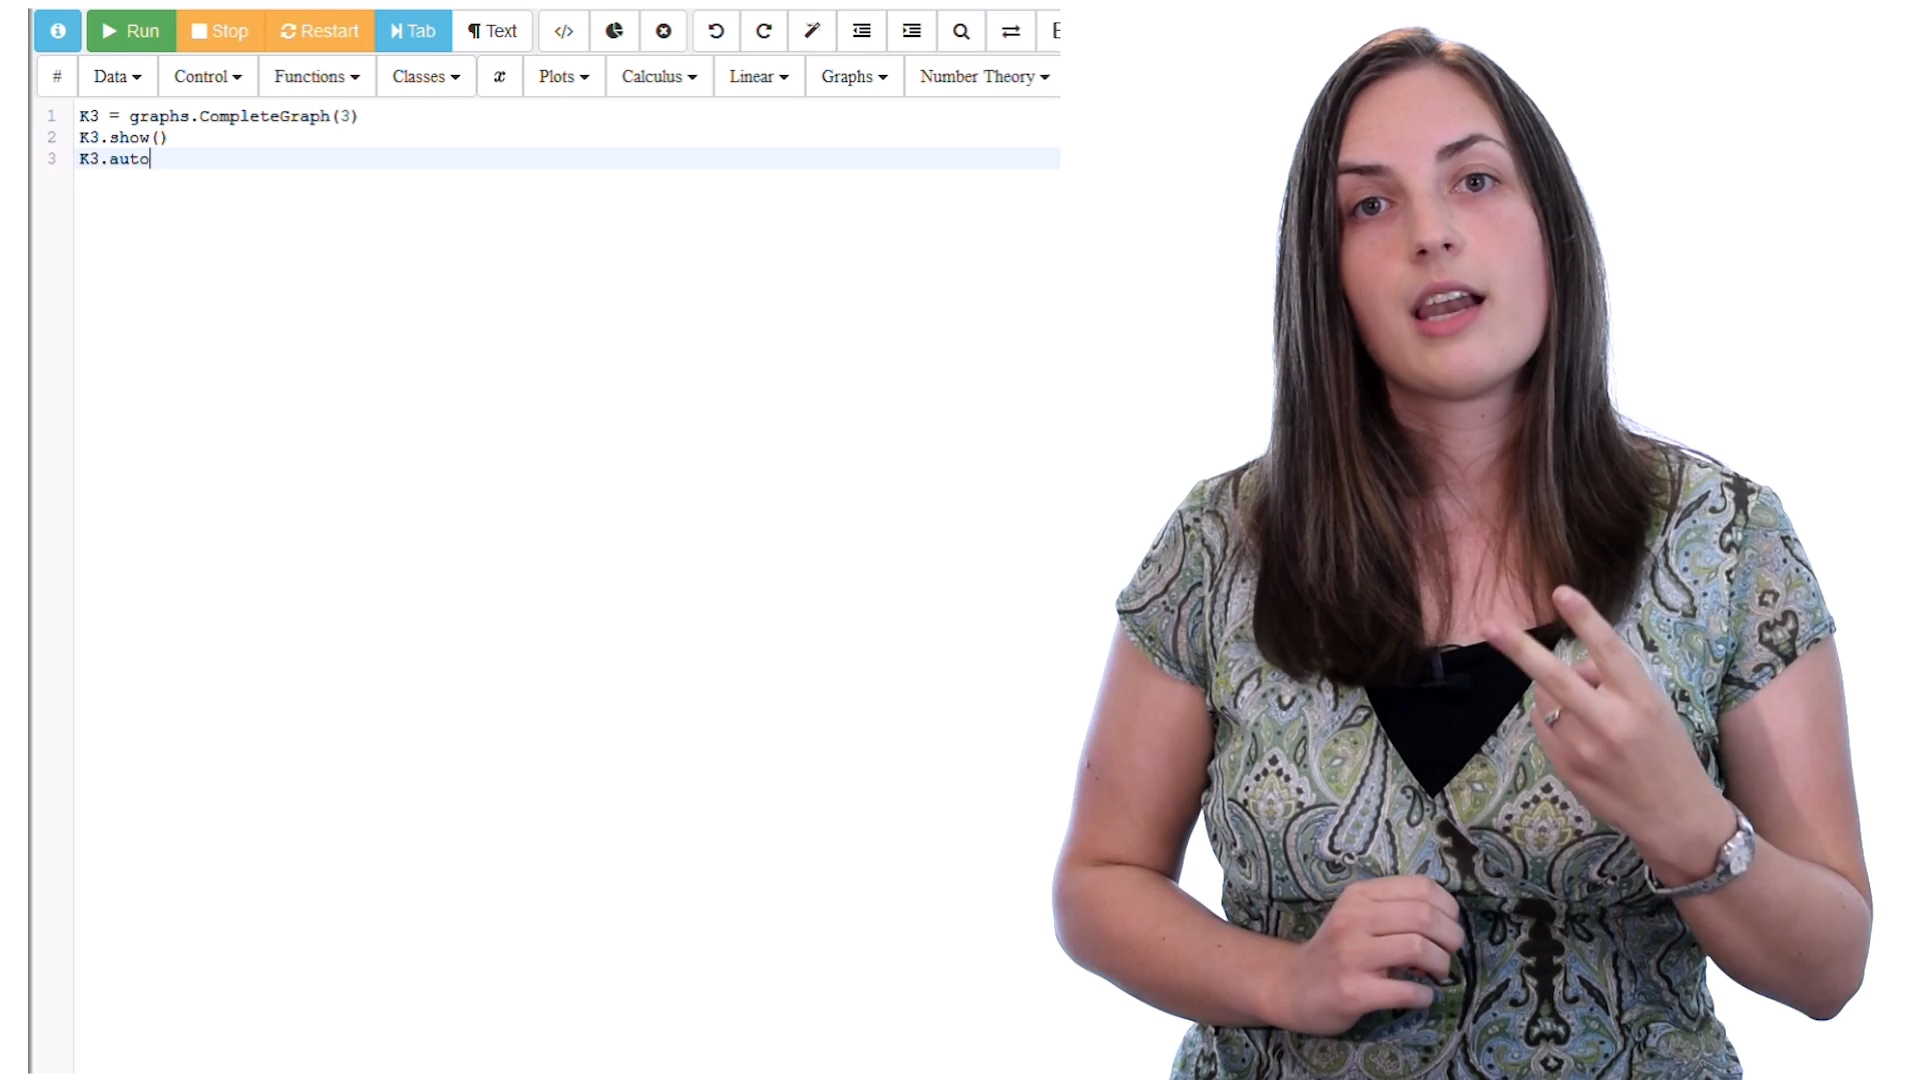 Run Stop Restart Tab ¶ Text </>
# Data Control Functions Classes x Plots Calculus Linear Graphs Number Theory
1 K3 = graphs.CompleteGraph(3)
2 K3.show()
3 K3.auto